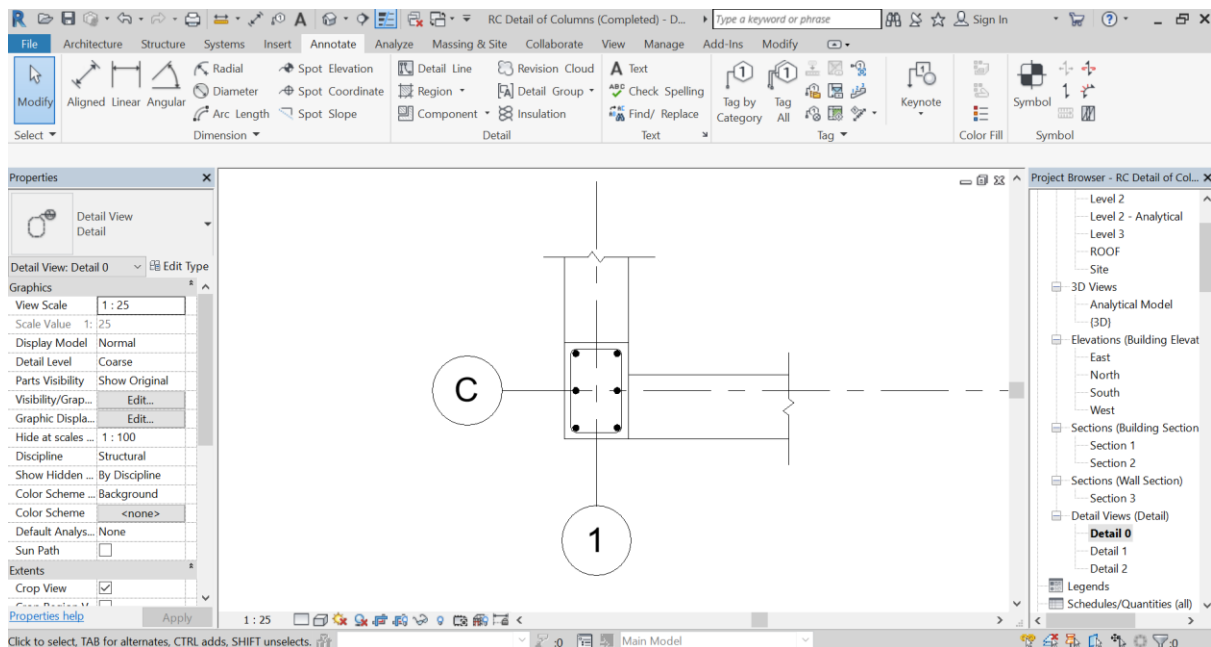 RC Detail of Columns (Completed) - D... Type a keyword or phrase Sign In
File Architecture Structure Systems Insert Annotate Analyze Massing & Site Collaborate View Manage Add-Ins Modify
Radial Spot Elevation Detail Line Revision Cloud A Text
Diameter Spot Coordinate Region Detail Group ABC Check Spelling
Modify Aligned Linear Angular Arc Length Spot Slope Component Insulation Find/ Replace Tag by Category Tag All Keynote Symbol
Select Dimension Detail Text Tag Color Fill Symbol
Properties
Detail View
Detail
Detail View: Detail 0 Edit Type
Graphics
View Scale 1 : 25
Scale Value 1: 25
Display Model Normal
Detail Level Coarse
Parts Visibility Show Original
Visibility/Grap... Edit...
Graphic Displa... Edit...
Hide at scales ... 1 : 100
Discipline Structural
Show Hidden ... By Discipline
Color Scheme ... Background
Color Scheme <none>
Default Analys... None
Sun Path
Extents
Crop View
Properties help Apply
C
1
1 : 25
Project Browser - RC Detail of Col...
Level 2
Level 2 - Analytical
Level 3
ROOF
Site
3D Views
Analytical Model
{3D}
Elevations (Building Elevat
East
North
South
West
Sections (Building Section
Section 1
Section 2
Sections (Wall Section)
Section 3
Detail Views (Detail)
Detail 0
Detail 1
Detail 2
Legends
Schedules/Quantities (all)
Click to select, TAB for alternates, CTRL adds, SHIFT unselects. :0 Main Model :0